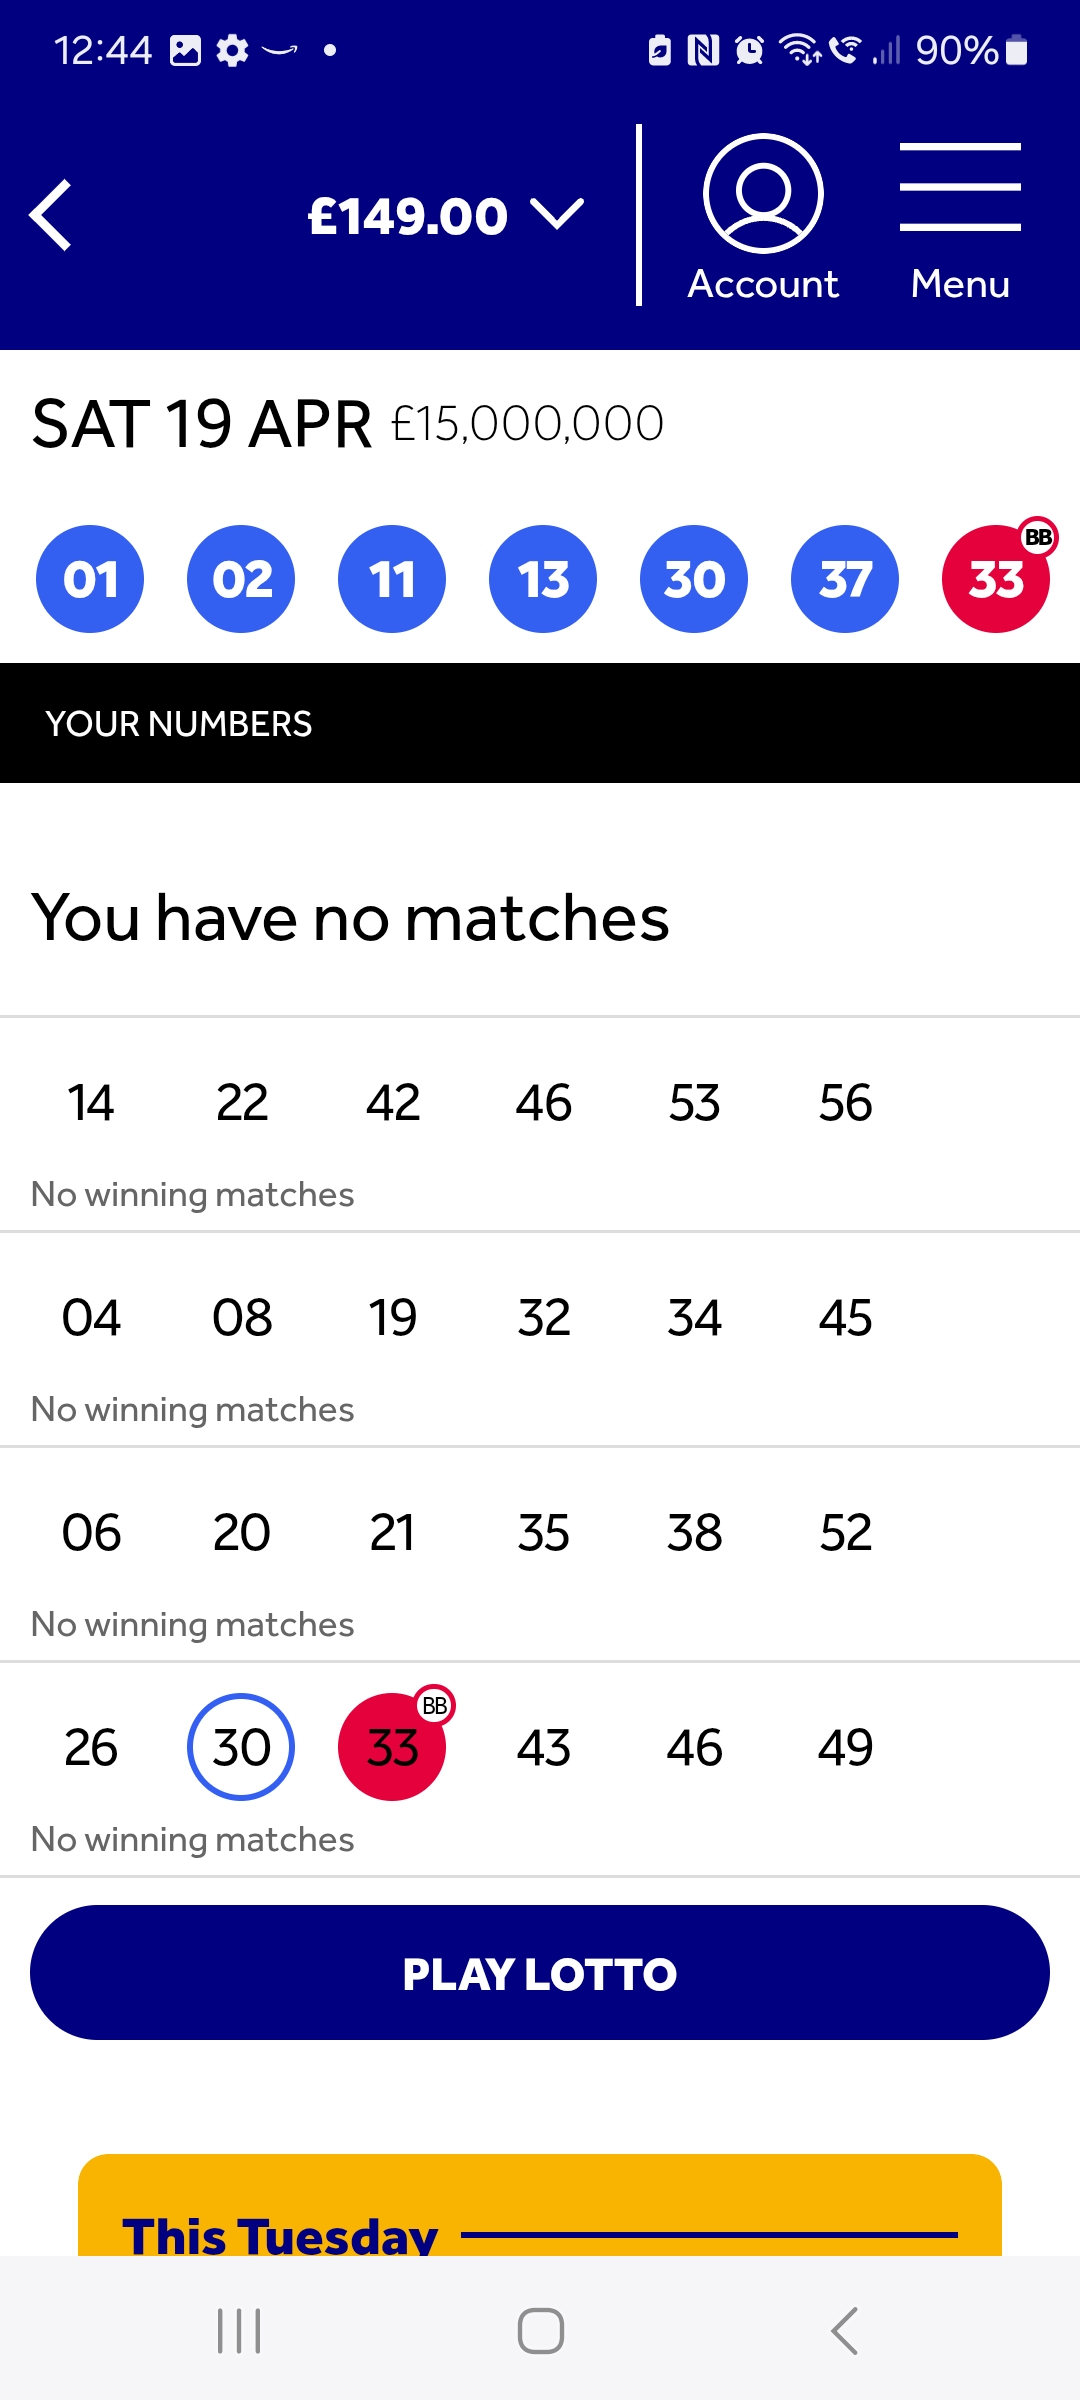 12:44 90%
£149.00
Account Menu
SAT 19 APR £15,000,000
BB
01 02 11 13 30 37 33
YOUR NUMBERS
You have no matches
14 22 42 46 53 56
No winning matches
04 08 19 32 34 45
No winning matches
06 20 21 35 38 52
No winning matches
BB
26 30 33 43 46 49
No winning matches
PLAY LOTTO
This Tuesday